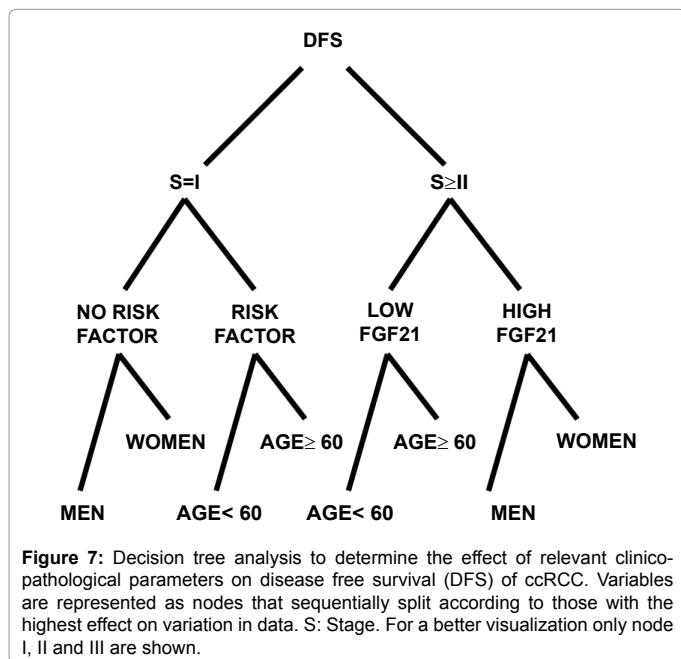 DFS
S=I
S≥II
NO RISK
FACTOR
RISK
FACTOR
LOW
FGF21
HIGH
FGF21
WOMEN
AGE≥ 60
AGE≥ 60
WOMEN
MEN
AGE< 60
AGE< 60
MEN
Figure 7: Decision tree analysis to determine the effect of relevant clinico-
pathological parameters on disease free survival (DFS) of ccRCC. Variables
are represented as nodes that sequentially split according to those with the
highest effect on variation in data. S: Stage. For a better visualization only node
I, II and III are shown.